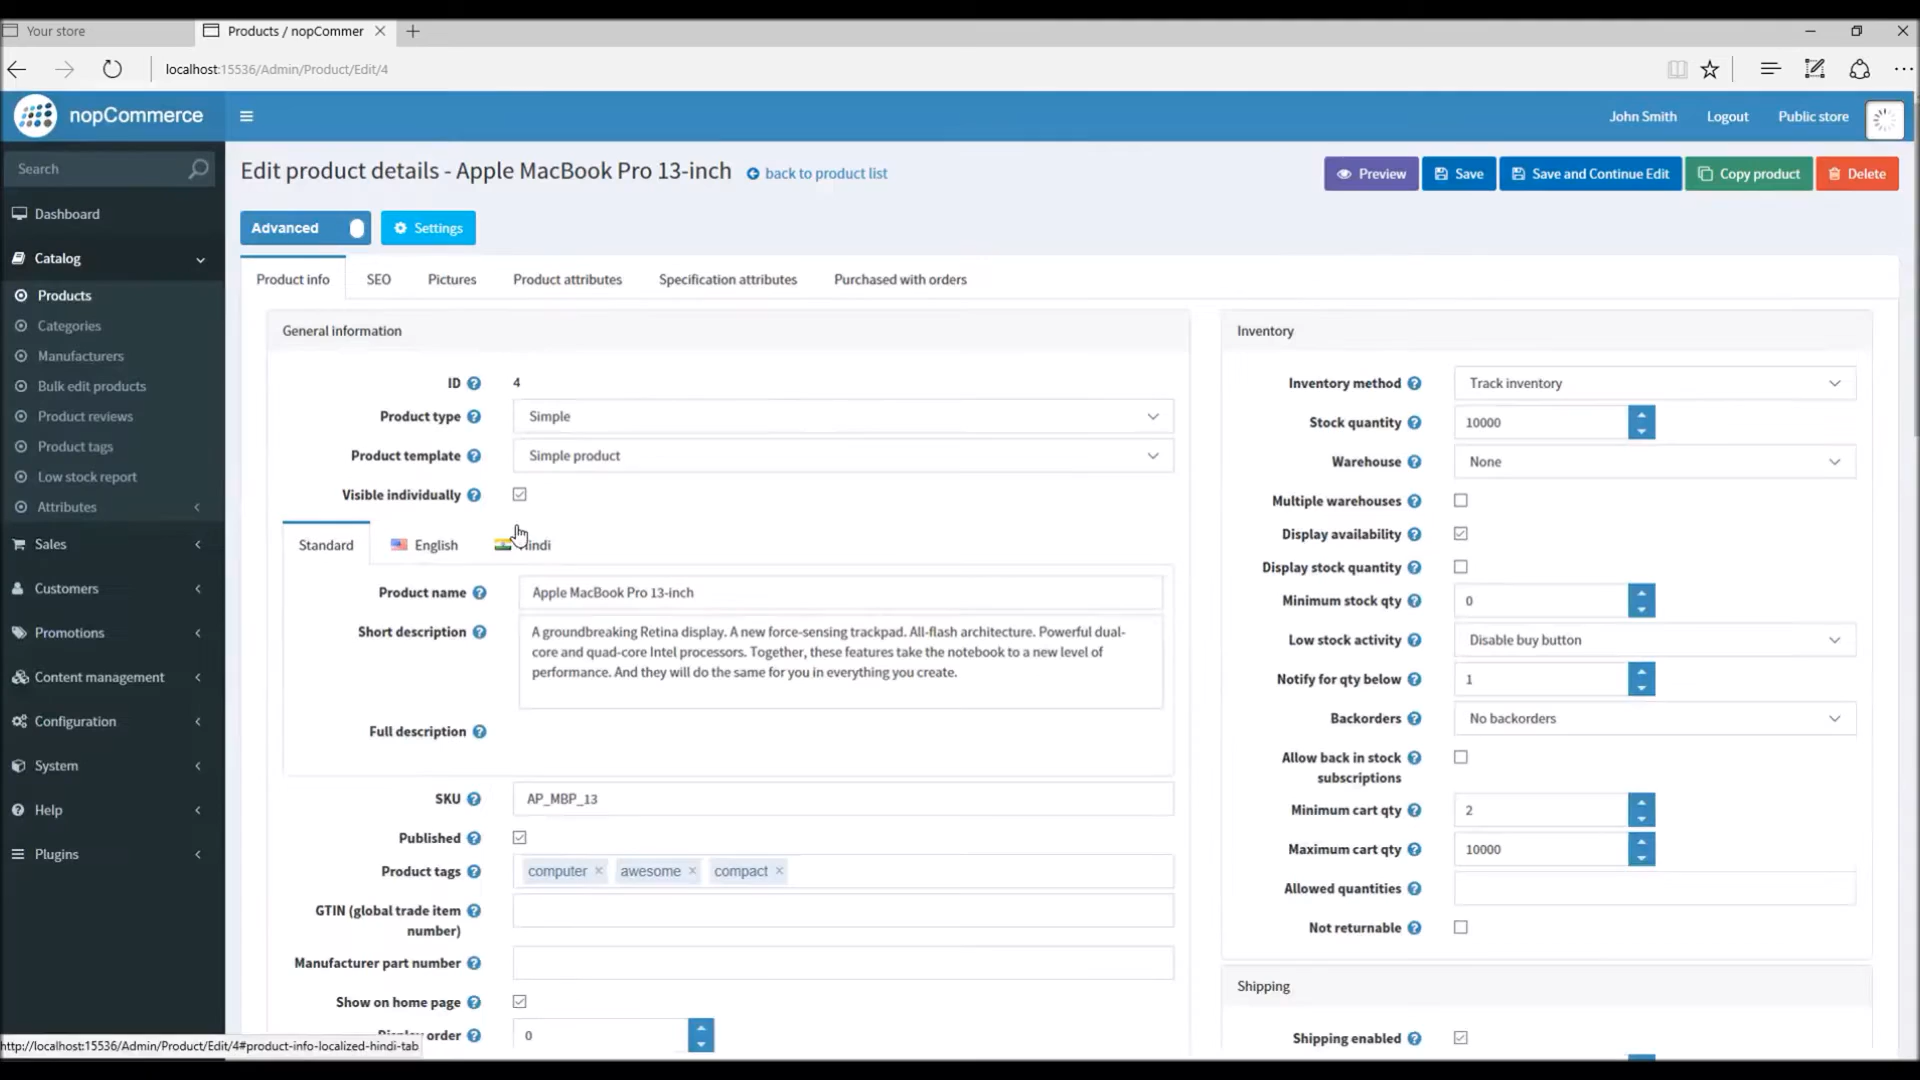 Your store
Products / nopCommer
localhost:15536/Admin/Product/Edit/4
nopCommerce
John Smith
Logout
Public store
Search
Edit product details - Apple MacBook Pro 13-inch
back to product list
Preview
Save
Save and Continue Edit
Copy product
Delete
Dashboard
Catalog
Products
Categories
Manufacturers
Bulk edit products
Product reviews
Product tags
Low stock report
Attributes
Sales
Customers
Promotions
Content management
Configuration
System
Help
Plugins
Advanced
Settings
Product info
SEO
Pictures
Product attributes
Specification attributes
Purchased with orders
General information
ID
4
Product type
Simple
Product template
Simple product
Visible individually
Standard
English
Product name
Apple MacBook Pro 13-inch
Short description
A groundbreaking Retina display. A new force-sensing trackpad. All-flash architecture. Powerful dual-
core and quad-core Intel processors. Together, these features take the notebook to a new level of
performance. And they will do the same for you in everything you create.
Full description
SKU
AP_MBP_13
Published
Product tags
computer × awesome × compact ×
GTIN (global trade item
number)
Manufacturer part number
Show on home page
order
0
Inventory
Inventory method
Track inventory
Stock quantity
10000
Warehouse
None
Multiple warehouses
Display availability
Display stock quantity
Minimum stock qty
0
Low stock activity
Disable buy button
Notify for qty below
1
Backorders
No backorders
Allow back in stock
subscriptions
Minimum cart qty
2
Maximum cart qty
10000
Allowed quantities
Not returnable
Shipping
Shipping enabled
http://localhost:15536/Admin/Product/Edit/4#product-info-localized-hindi-tab